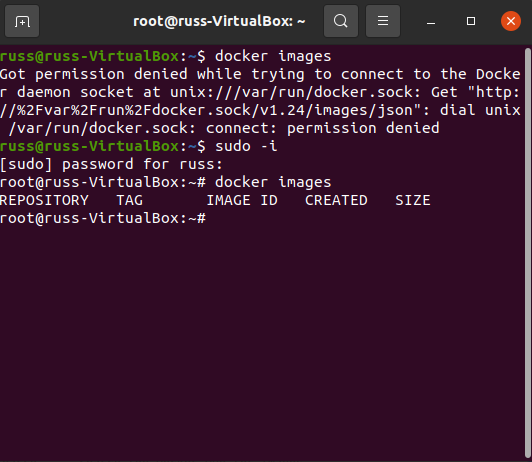 root@russ-VirtualBox: ~
russ@russ-VirtualBox:~$ docker images
Got permission denied while trying to connect to the Docke
r daemon socket at unix:///var/run/docker.sock: Get "http:
//%2Fvar%2Frun%2Fdocker.sock/v1.24/images/json": dial unix
 /var/run/docker.sock: connect: permission denied
russ@russ-VirtualBox:~$ sudo -i
[sudo] password for russ:
root@russ-VirtualBox:~# docker images
REPOSITORY   TAG       IMAGE ID   CREATED   SIZE
root@russ-VirtualBox:~#